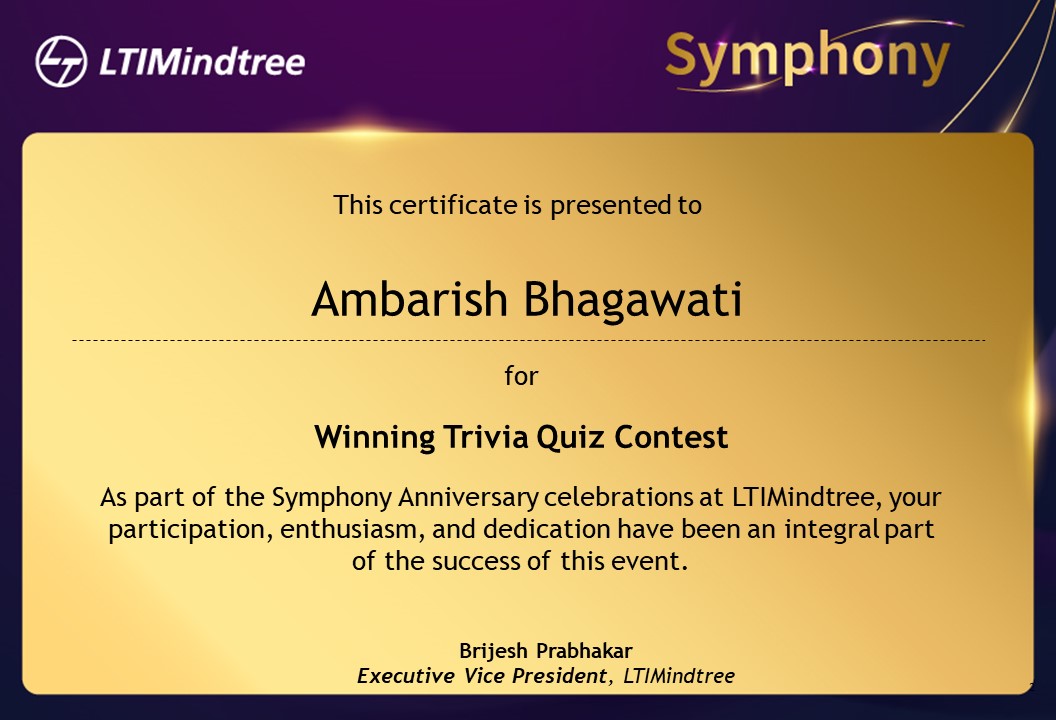 LTIMindtree
Symphony
This certificate is presented to
Ambarish Bhagawati
for
Winning Trivia Quiz Contest
As part of the Symphony Anniversary celebrations at LTIMindtree, your
participation, enthusiasm, and dedication have been an integral part
of the success of this event.
Brijesh Prabhakar
Executive Vice President, LTIMindtree